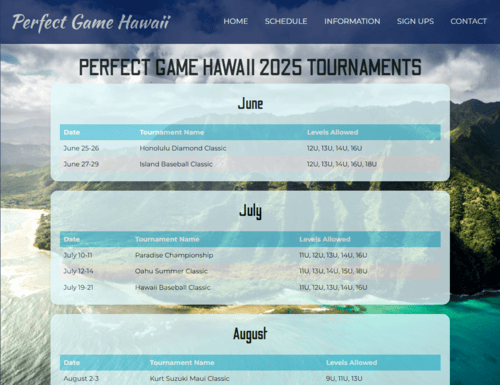 Perfect Game Hawaii
HOME SCHEDULE INFORMATION SIGN UPS CONTACT
PERFECT GAME HAWAII 2025 TOURNAMENTS
June
Date Tournament Name Levels Allowed
June 25-26 Honolulu Diamond Classic 12U, 13U, 14U, 16U
June 27-29 Island Baseball Classic 12U, 13U, 14U, 16U, 18U
July
Date Tournament Name Levels Allowed
July 10-11 Paradise Championship 11U, 12U, 13U, 14U, 16U
July 12-14 Oahu Summer Classic 11U, 13U, 14U, 15U, 18U
July 19-21 Hawaii Baseball Classic 11U, 12U, 13U, 14U, 16U
August
Date Tournament Name Levels Allowed
August 2-3 Kurt Suzuki Maui Classic 9U, 11U, 13U